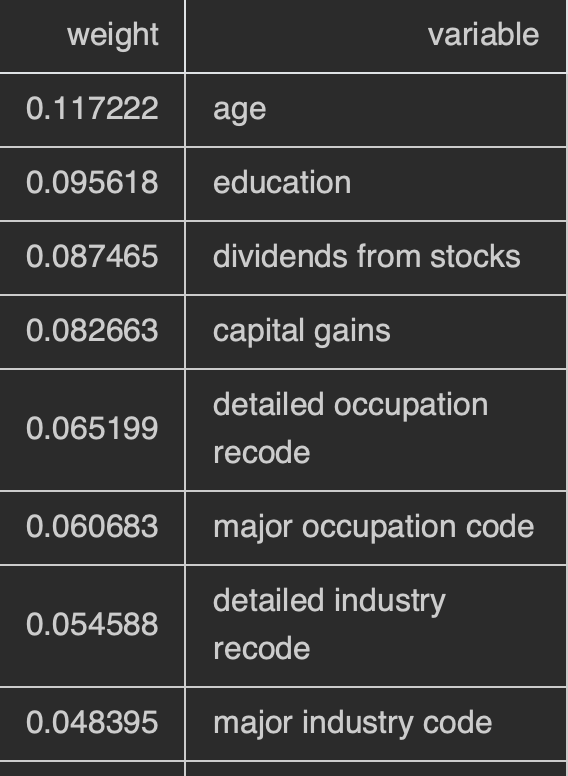 weight variable
0.117222 age
0.095618 education
0.087465 dividends from stocks
0.082663 capital gains
0.065199 detailed occupation
recode
0.060683 major occupation code
0.054588 detailed industry
recode
0.048395 major industry code